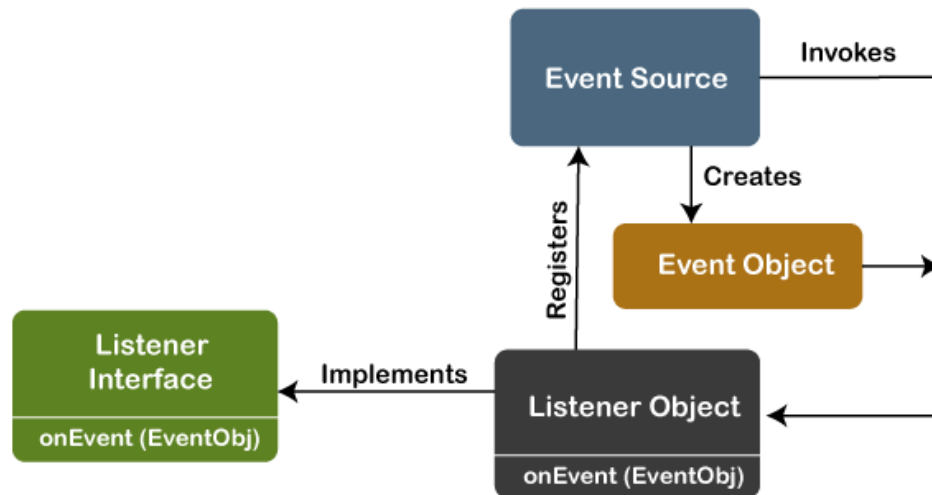 Event Source
Invokes
Creates
Registers
Event Object
Listener
Interface
onEvent (EventObj)
Implements
Listener Object
onEvent (EventObj)